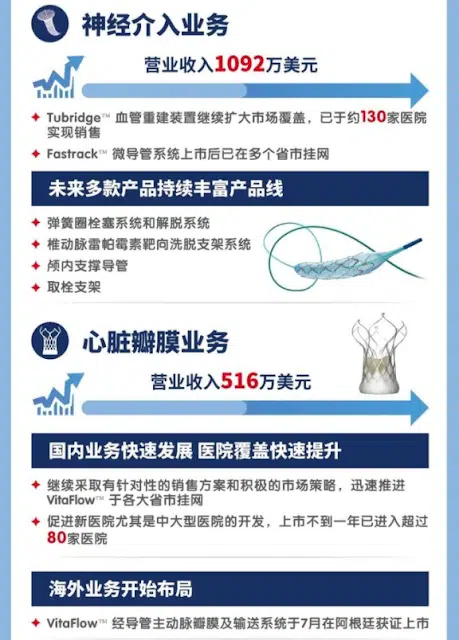 神经介入业务
营业收入1092万美元
Tubridge™ 血管重建装置继续扩大市场覆盖，已于约130家医院
实现销售
Fastrack™ 微导管系统上市后已在多个省市挂网
未来多款产品持续丰富产品线
弹簧圈栓塞系统和解脱系统
椎动脉雷帕霉素靶向洗脱支架系统
颅内支撑导管
取栓支架
心脏瓣膜业务
营业收入516万美元
国内业务快速发展 医院覆盖快速提升
继续采取有针对性的销售方案和积极的市场策略，迅速推进
VitaFlow™ 于各大省市挂网
促进新医院尤其是中大型医院的开发，上市不到一年已进入超过
80家医院
海外业务开始布局
VitaFlow™ 经导管主动脉瓣膜及输送系统于7月在阿根廷获证上市